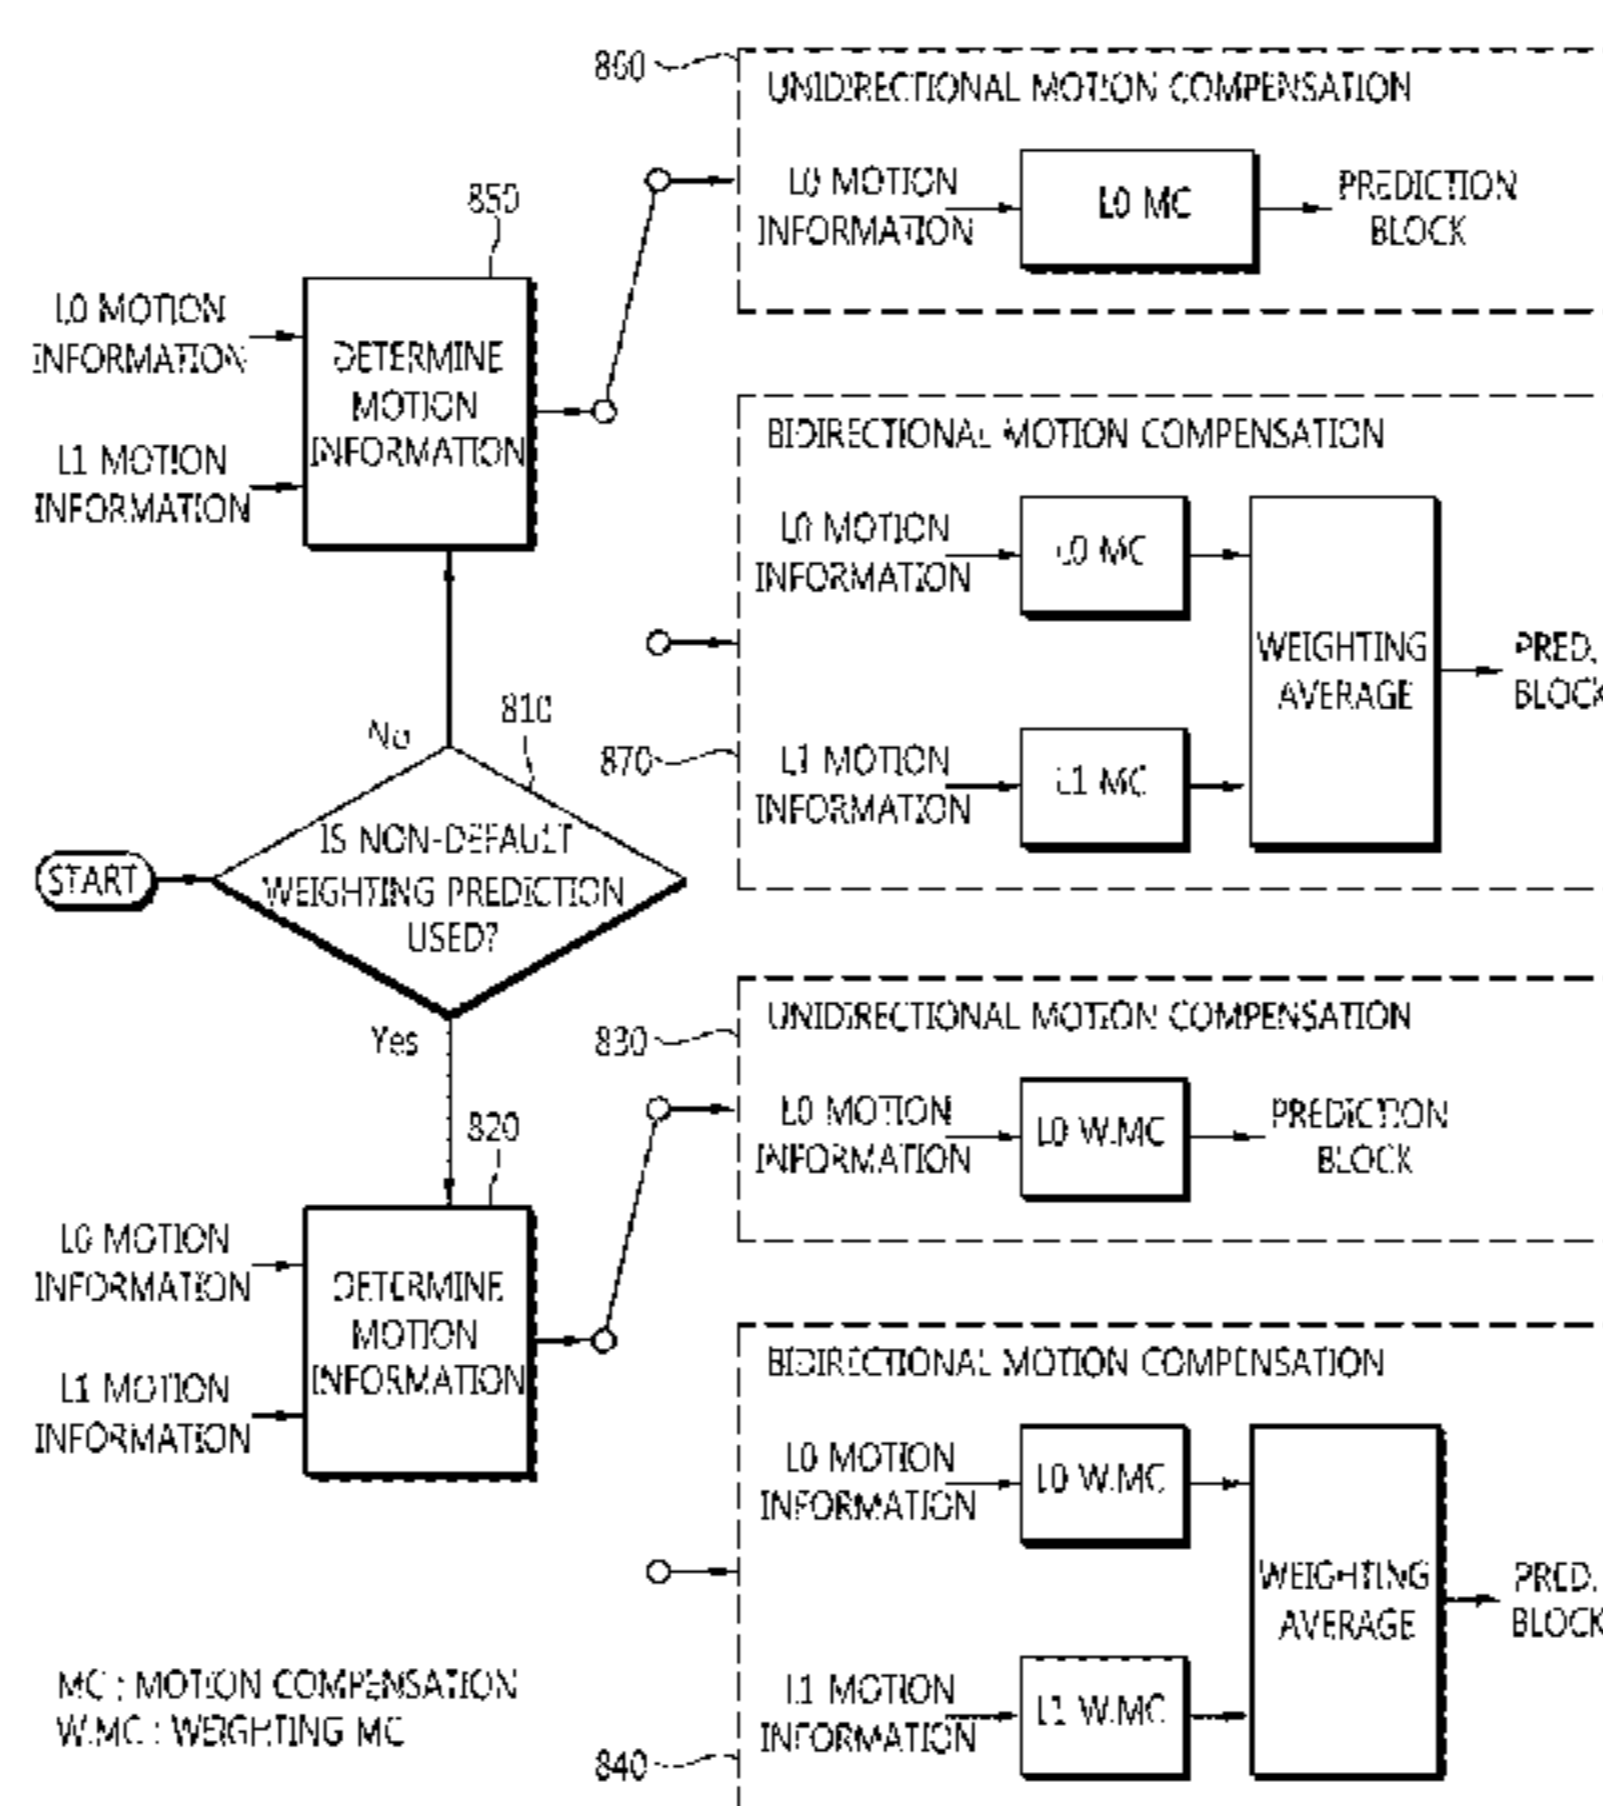 860
UNIDIRECTIONAL MOTION COMPENSATION
L0 MOTION
INFORMATION
L0 MC
PREDICTION
BLOCK
850
L0 MOTION
INFORMATION
L1 MOTION
INFORMATION
DETERMINE
MOTION
INFORMATION
BIDIRECTIONAL MOTION COMPENSATION
L0 MOTION
INFORMATION
L0 MC
WEIGHTING
AVERAGE
PRED.
BLOCK
870
L1 MOTION
INFORMATION
L1 MC
No
810
START
IS NON-DEFAULT
WEIGHTING PREDICTION
USED?
Yes
830
UNIDIRECTIONAL MOTION COMPENSATION
L0 MOTION
INFORMATION
L0 W.MC
PREDICTION
BLOCK
820
L0 MOTION
INFORMATION
L1 MOTION
INFORMATION
DETERMINE
MOTION
INFORMATION
BIDIRECTIONAL MOTION COMPENSATION
L0 MOTION
INFORMATION
L0 W.MC
WEIGHTING
AVERAGE
PRED.
BLOCK
L1 MOTION
INFORMATION
L1 W.MC
840
MC : MOTION COMPENSATION
W.MC : WEIGHTING MC